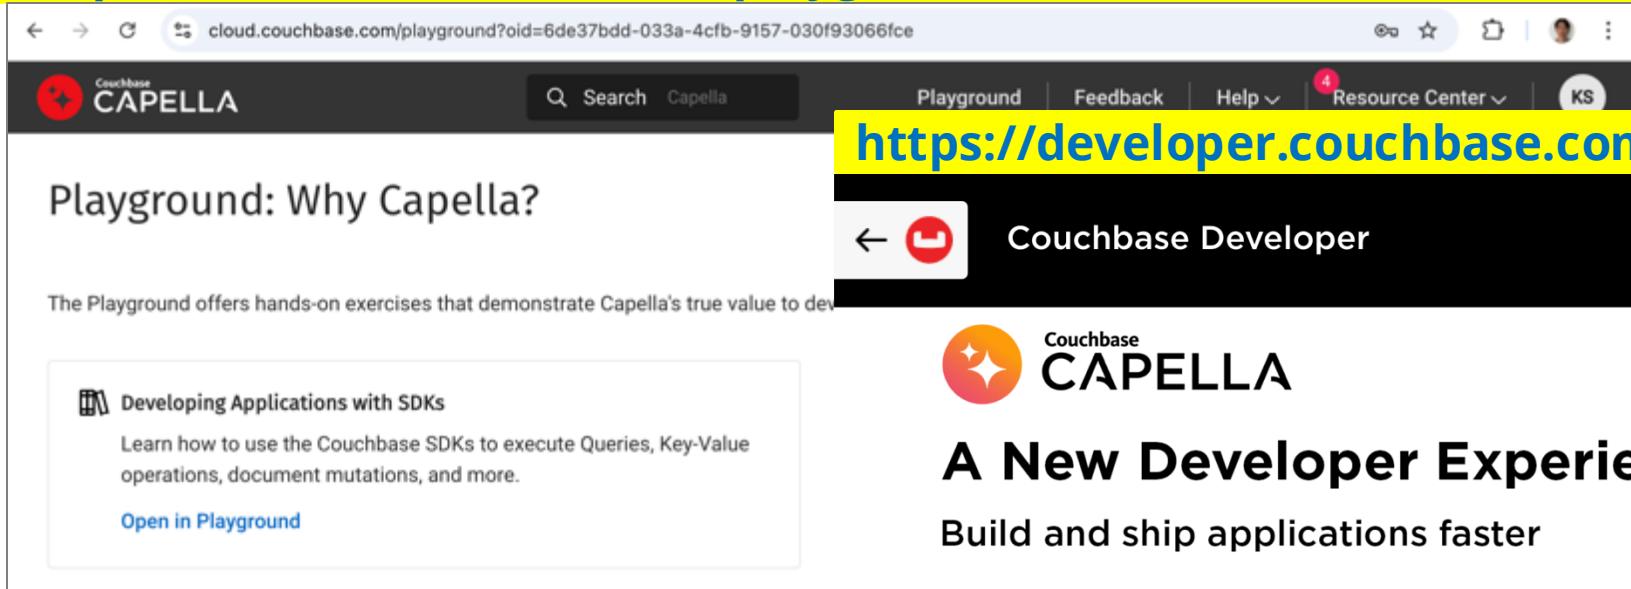 cloud.couchbase.com/playground?oid=6de37bdd-033a-4cfb-9157-030f93066fce
Couchbase
CAPELLA
Search Capella
Playground
Feedback
Help
4
Resource Center
KS
https://developer.couchbase.com
Playground: Why Capella?
Couchbase Developer
The Playground offers hands-on exercises that demonstrate Capella's true value to dev
Couchbase
CAPELLA
Developing Applications with SDKs
Learn how to use the Couchbase SDKs to execute Queries, Key-Value
operations, document mutations, and more.
Open in Playground
A New Developer Experie
Build and ship applications faster